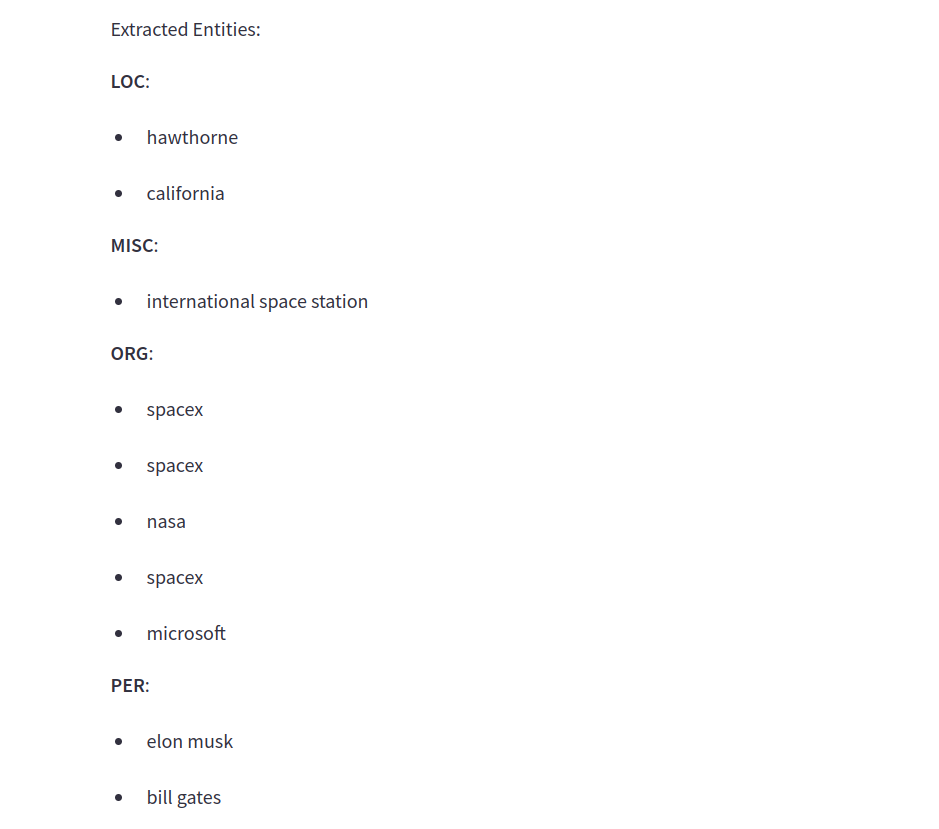 Extracted Entities:
LOC:
hawthorne
california
MISC:
international space station
ORG:
spacex
spacex
nasa
spacex
microsoft
PER:
elon musk
bill gates